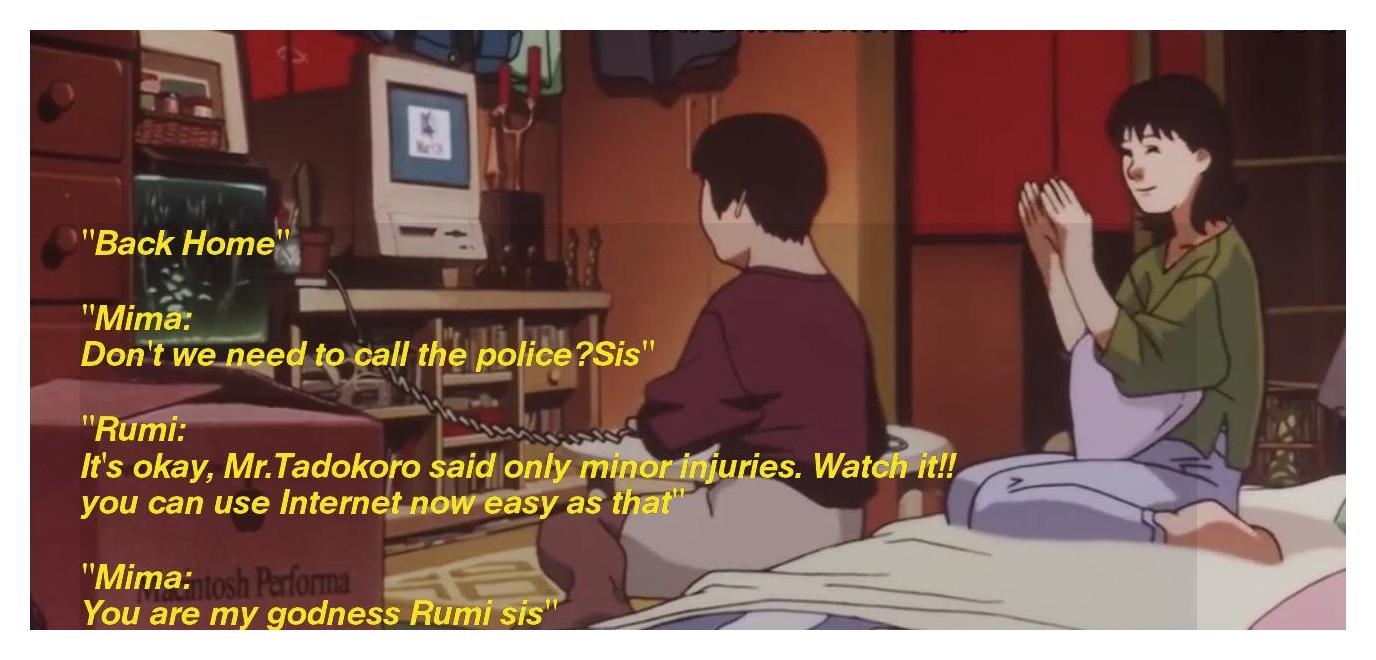 "Back Home"
"Mima:
Don't we need to call the police?Sis"
"Rumi:
It's okay, Mr.Tadokoro said only minor injuries. Watch it!!
you can use Internet now easy as that"
"Mima:
Macintosh Performa
You are my godness Rumi sis"